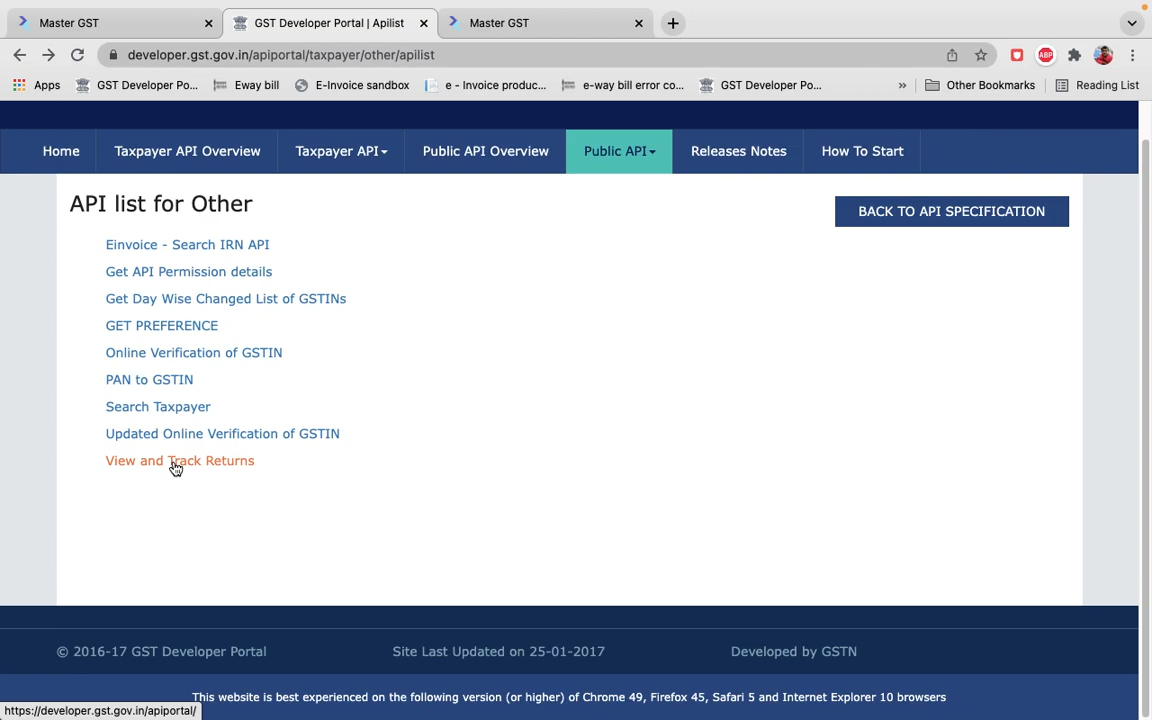 Master GST
GST Developer Portal | Apilist
Master GST
developer.gst.gov.in/apiportal/taxpayer/other/apilist
ABP
Apps
GST Developer Po...
Eway bill
E-Invoice sandbox
e - Invoice produc...
e-way bill error co...
GST Developer Po...
»
Other Bookmarks
Reading List
Home
Taxpayer API Overview
Taxpayer API
Public API Overview
Public API
Releases Notes
How To Start
API list for Other
BACK TO API SPECIFICATION
Einvoice - Search IRN API
Get API Permission details
Get Day Wise Changed List of GSTINs
GET PREFERENCE
Online Verification of GSTIN
PAN to GSTIN
Search Taxpayer
Updated Online Verification of GSTIN
View and Track Returns
© 2016-17 GST Developer Portal
Site Last Updated on 25-01-2017
Developed by GSTN
This website is best experienced on the following version (or higher) of Chrome 49, Firefox 45, Safari 5 and Internet Explorer 10 browsers
https://developer.gst.gov.in/apiportal/